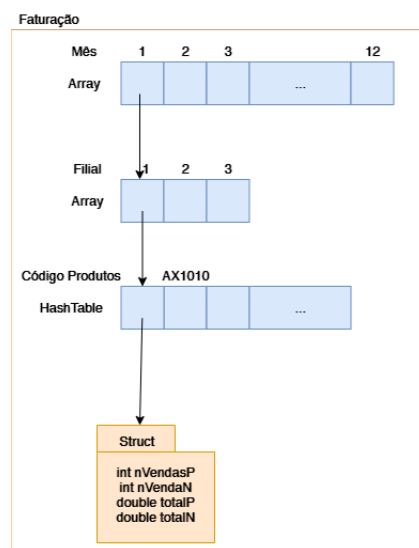 Faturação
Mês 1 2 3 12
Array ...
Filial 1 2 3
Array
Código Produtos AX1010
HashTable ...
Struct
int nVendasP
int nVendaN
double totalP
double totalN